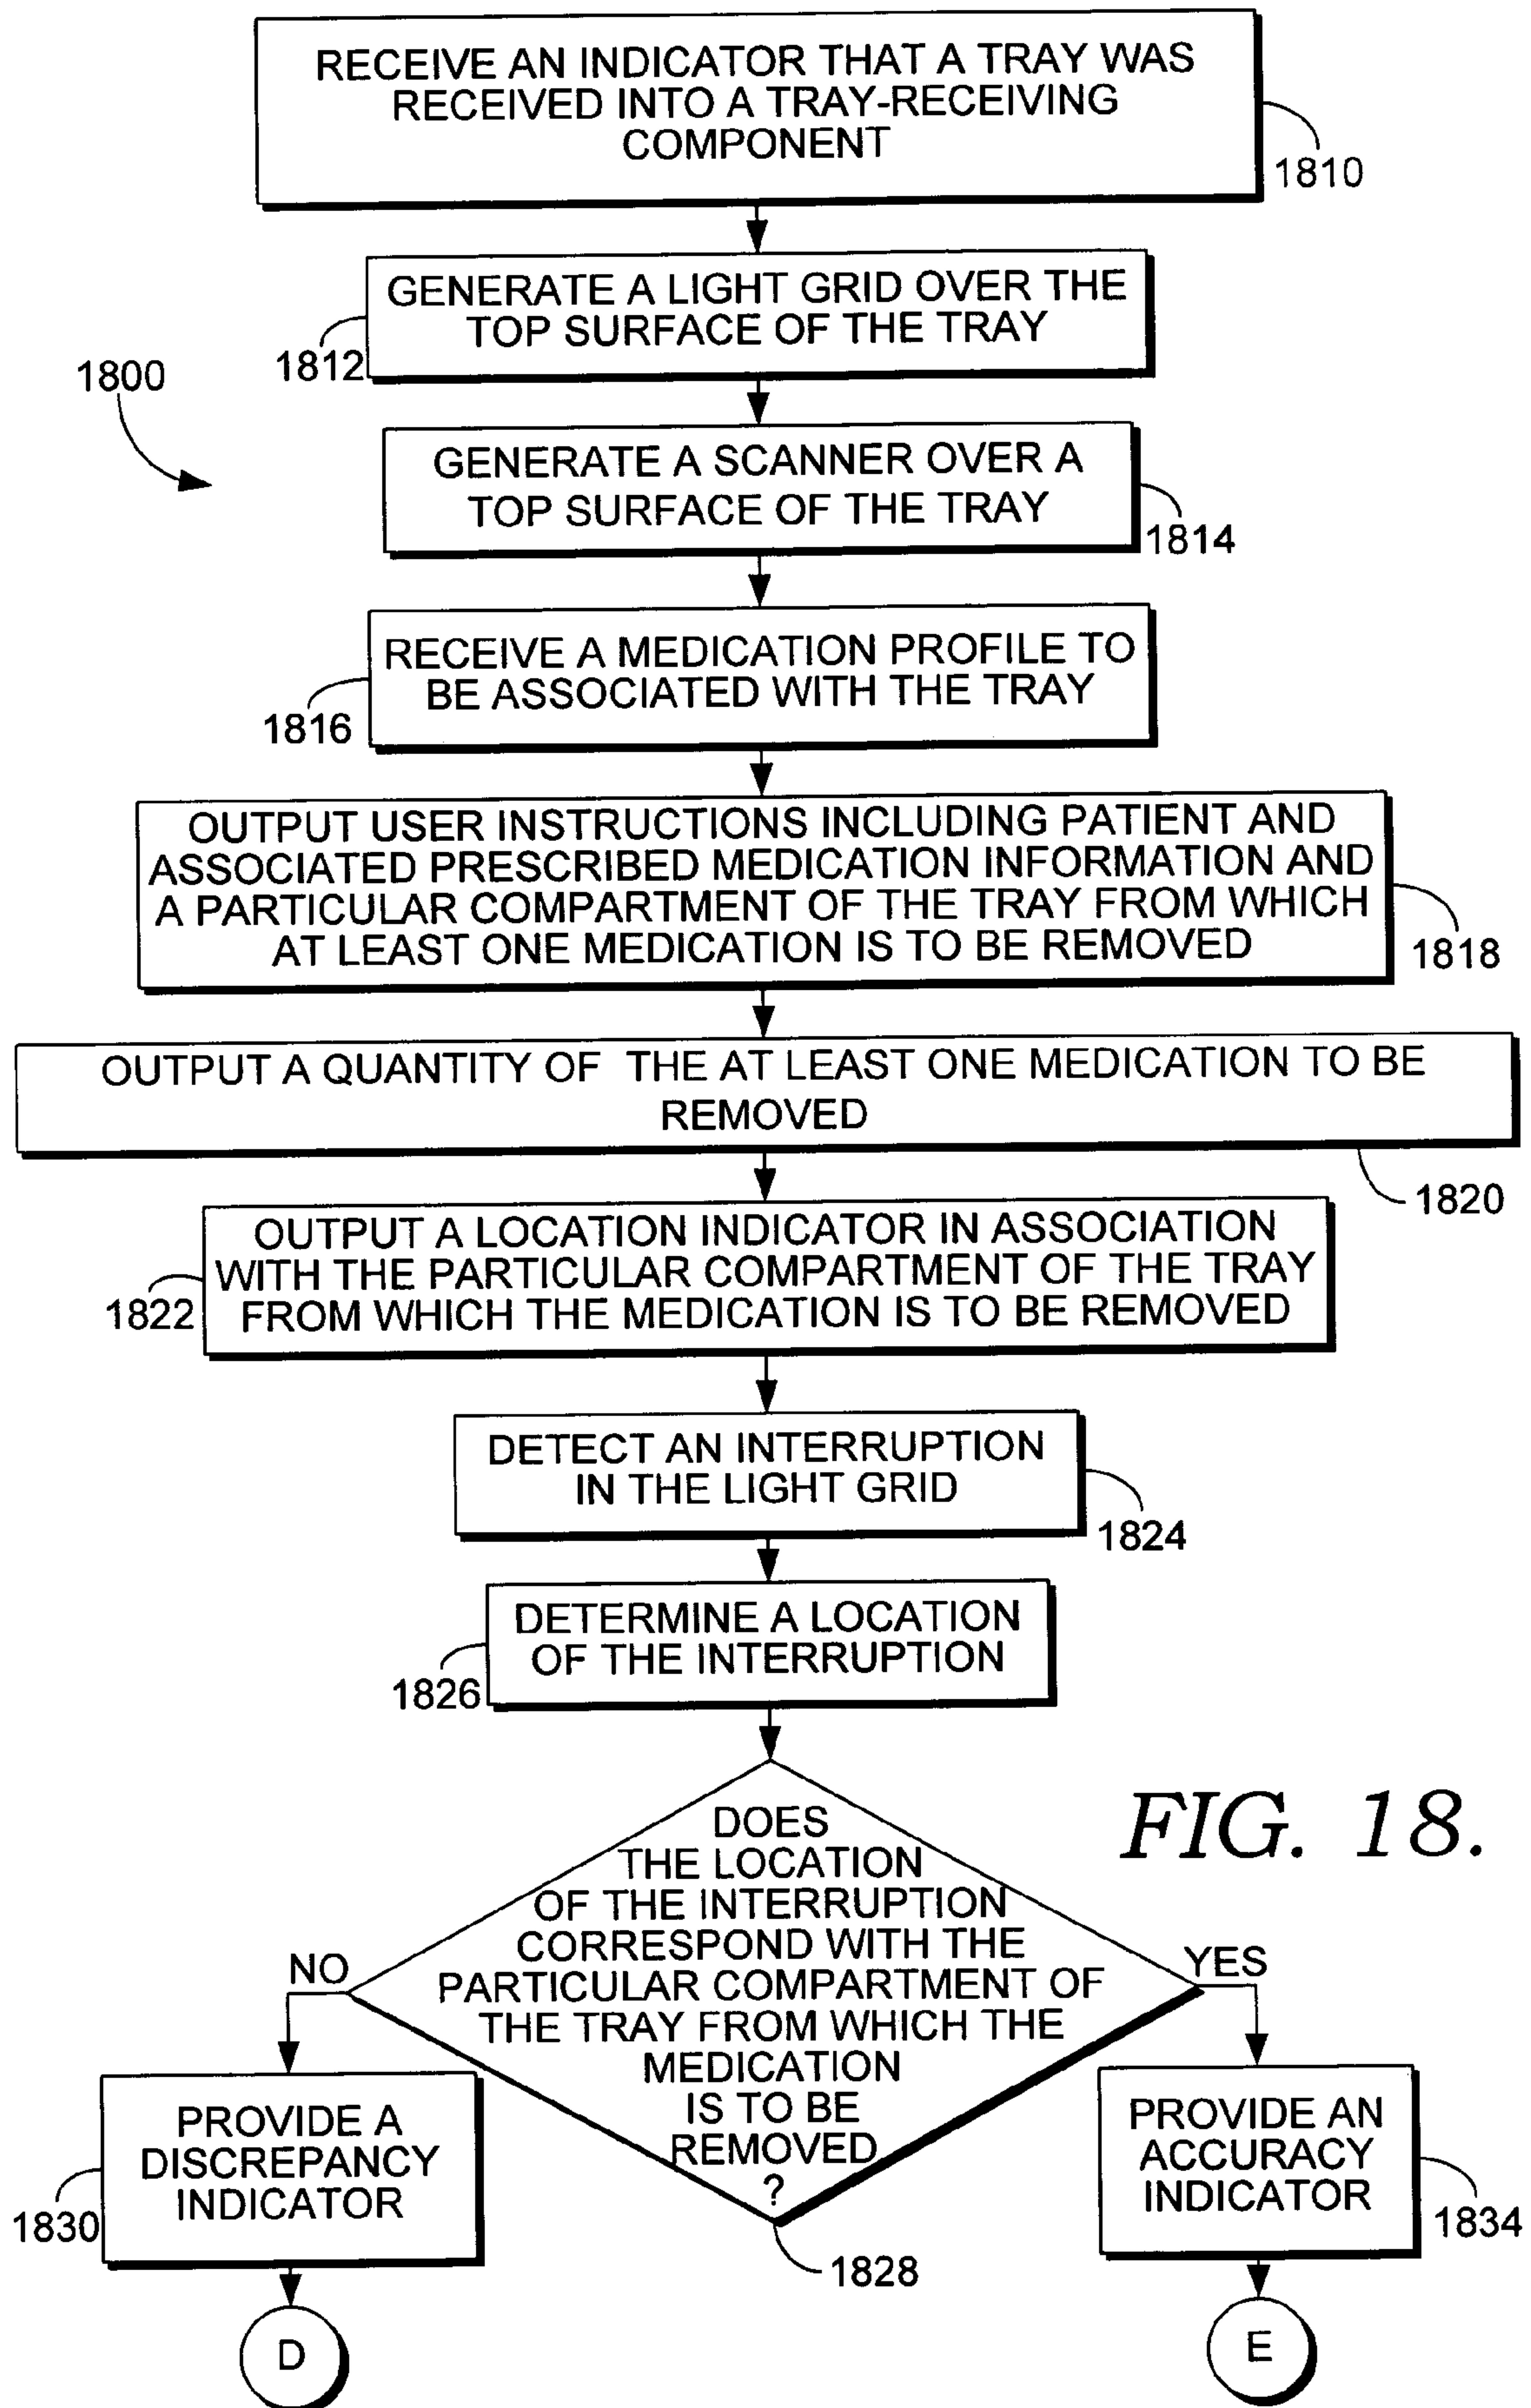 RECEIVE AN INDICATOR THAT A TRAY WAS
RECEIVED INTO A TRAY-RECEIVING
COMPONENT
1810
GENERATE A LIGHT GRID OVER THE
TOP SURFACE OF THE TRAY
1812
1800
GENERATE A SCANNER OVER A
TOP SURFACE OF THE TRAY
1814
RECEIVE A MEDICATION PROFILE TO
BE ASSOCIATED WITH THE TRAY
1816
OUTPUT USER INSTRUCTIONS INCLUDING PATIENT AND
ASSOCIATED PRESCRIBED MEDICATION INFORMATION AND
A PARTICULAR COMPARTMENT OF THE TRAY FROM WHICH
AT LEAST ONE MEDICATION IS TO BE REMOVED
1818
OUTPUT A QUANTITY OF THE AT LEAST ONE MEDICATION TO BE
REMOVED
1820
OUTPUT A LOCATION INDICATOR IN ASSOCIATION
WITH THE PARTICULAR COMPARTMENT OF THE TRAY
FROM WHICH THE MEDICATION IS TO BE REMOVED
1822
DETECT AN INTERRUPTION
IN THE LIGHT GRID
1824
DETERMINE A LOCATION
OF THE INTERRUPTION
1826
FIG. 18.
DOES
THE LOCATION
OF THE INTERRUPTION
CORRESPOND WITH THE
PARTICULAR COMPARTMENT OF
THE TRAY FROM WHICH THE
MEDICATION
IS TO BE
REMOVED
?
1828
NO
YES
PROVIDE A
DISCREPANCY
INDICATOR
1830
PROVIDE AN
ACCURACY
INDICATOR
1834
D
E